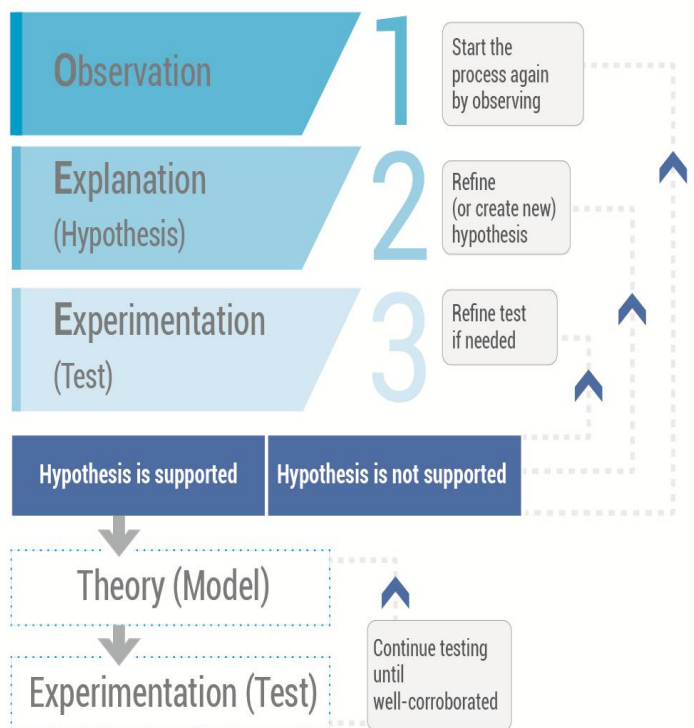 Observation
1
Start the
process again
by observing
Explanation
(Hypothesis)
2
Refine
(or create new)
hypothesis
Experimentation
(Test)
3
Refine test
if needed
Hypothesis is supported
Hypothesis is not supported
Theory (Model)
Experimentation (Test)
Continue testing
until
well-corroborated